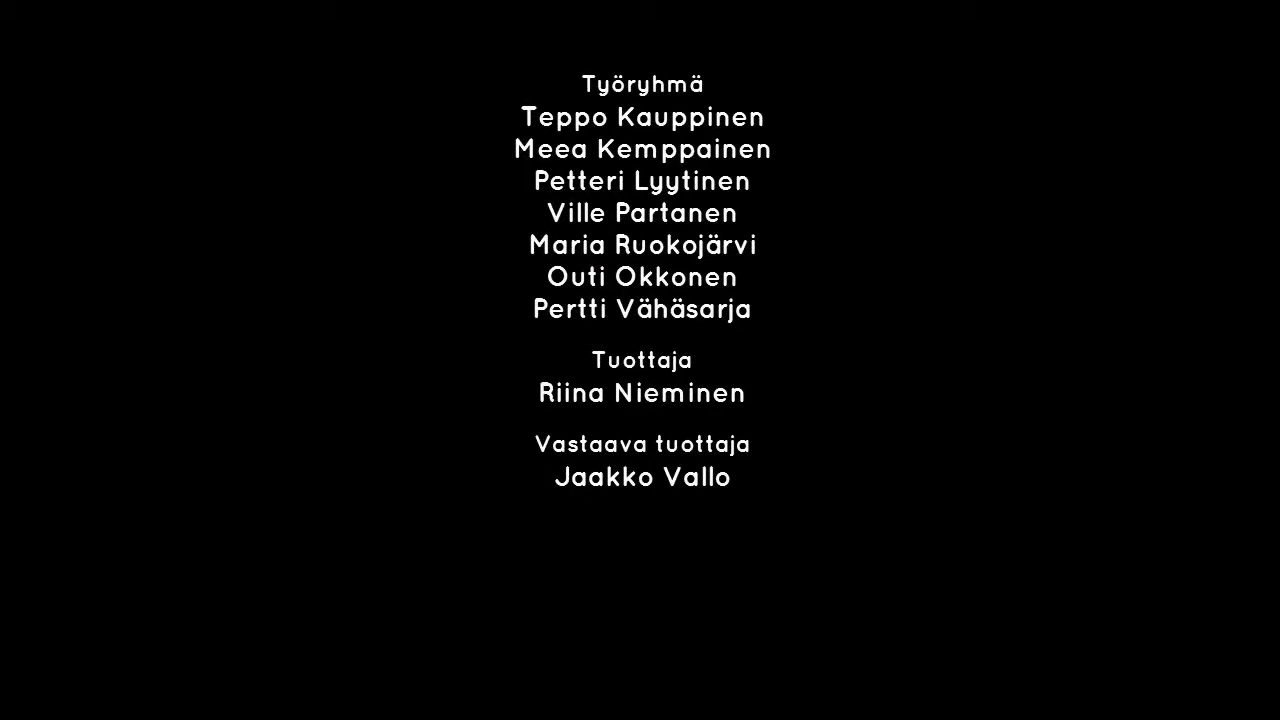 Työryhmä
Teppo Kauppinen
Meea Kemppainen
Petteri Lyytinen
Ville Partanen
Maria Ruokojärvi
Outi Okkonen
Pertti Vähäsarja
Tuottaja
Riina Nieminen
Vastaava tuottaja
Jaakko Vallo